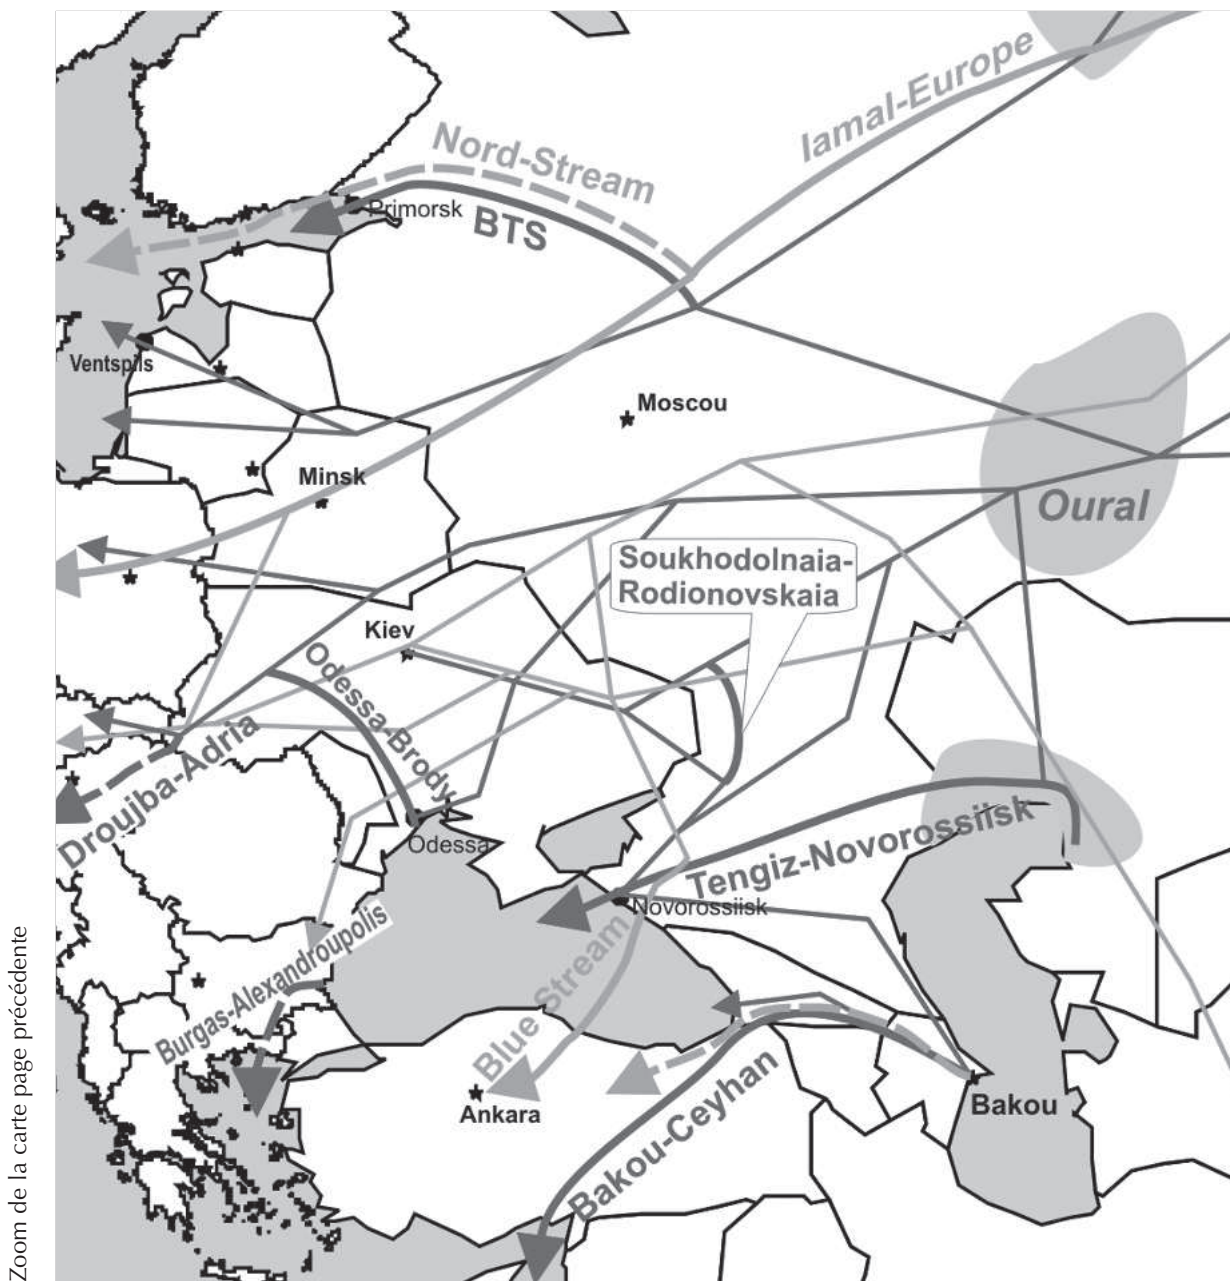 Iamal-Europe
Nord-Stream
Primorsk
BTS
Ventspils
Moscou
Minsk
Oural
Soukhodolnaia-
Rodionovskaia
Kiev
Odessa-Brody
Droujba-Adria
Odessa
Tengiz-Novorossiisk
Novorossiisk
Burgas-Alexandroupolis
Blue Stream
Ankara
Bakou
Bakou-Ceyhan
Zoom de la carte page précédente